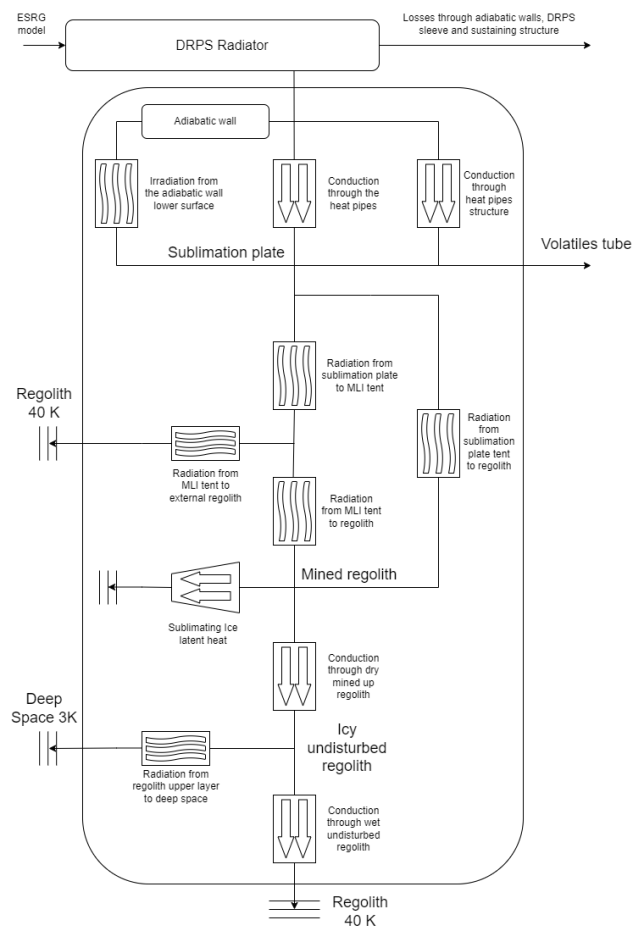 ESRG
model
DRPS Radiator
Losses through adiabatic walls, DRPS
sleeve and sustaining structure
Adiabatic wall
Irradiation from
the adiabatic wall
lower surface
Conduction
through the
heat pipes
Conduction
through
heat pipes
structure
Sublimation plate
Volatiles tube
Radiation from
sublimation plate
to MLI tent
Regolith
40 K
Radiation from
MLI tent to
external regolith
Radiation
from
sublimation
plate tent to
regolith
Radiation
from MLI tent
to regolith
Mined regolith
Sublimating Ice
latent heat
Conduction
through dry
mined up
regolith
Deep
Space 3K
Icy
undisturbed
regolith
Radiation from
regolith upper layer
to deep space
Conduction
through wet
undisturbed
regolith
Regolith
40 K